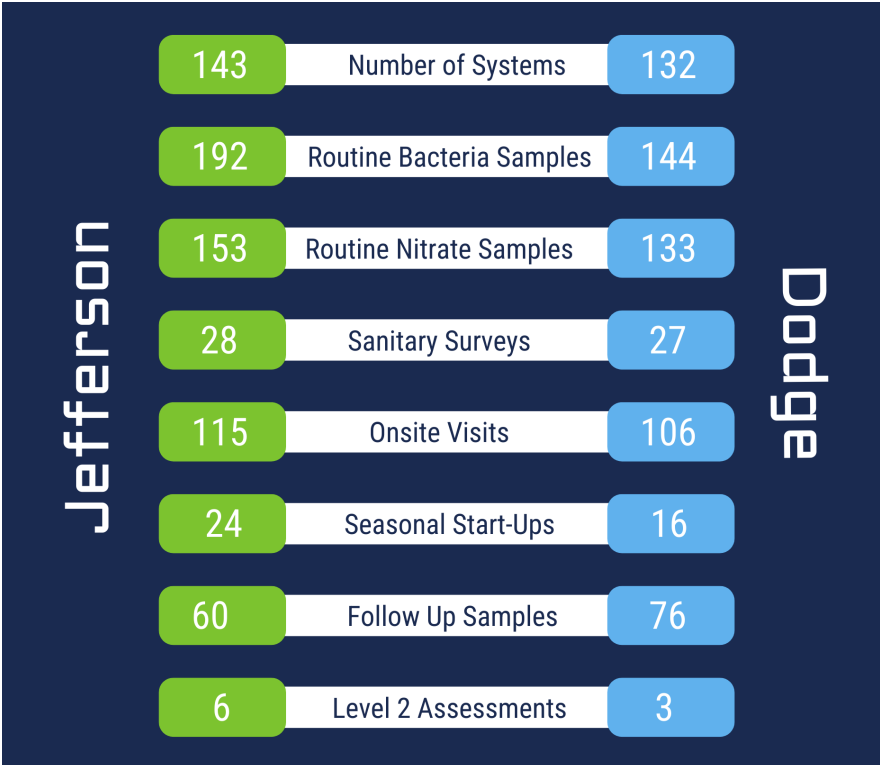 Jefferson
Dodge
143 Number of Systems 132
192 Routine Bacteria Samples 144
153 Routine Nitrate Samples 133
28 Sanitary Surveys 27
115 Onsite Visits 106
24 Seasonal Start-Ups 16
60 Follow Up Samples 76
6 Level 2 Assessments 3